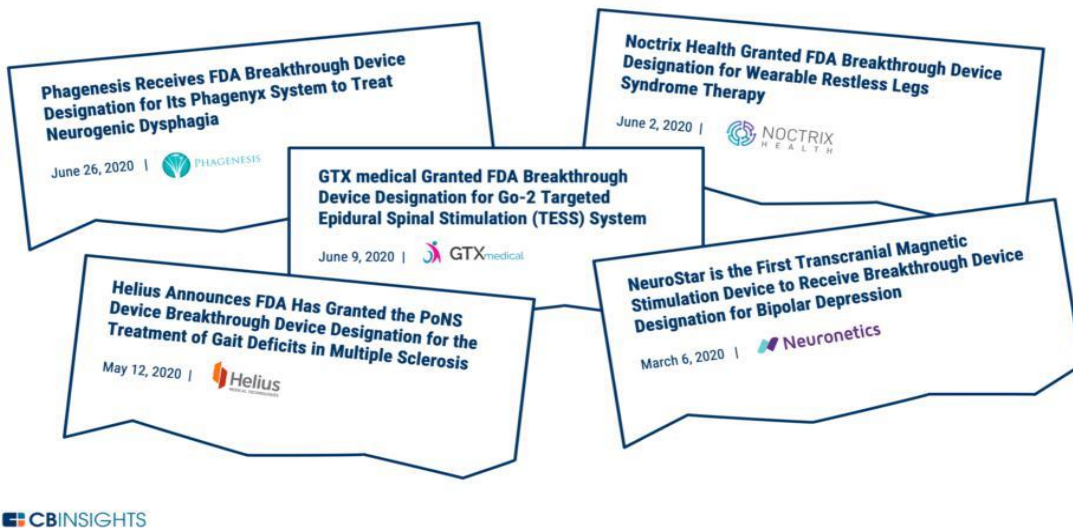 Phagenesis Receives FDA Breakthrough Device
Designation for Its Phagenyx System to Treat
Neurogenic Dysphagia
June 26, 2020 |
PHAGENESIS
Noctrix Health Granted FDA Breakthrough Device
Designation for Wearable Restless Legs
Syndrome Therapy
June 2, 2020 |
NOCTRIX
HEALTH
GTX medical Granted FDA Breakthrough
Device Designation for Go-2 Targeted
Epidural Spinal Stimulation (TESS) System
June 9, 2020 |
GTXmedical
Helius Announces FDA Has Granted the PoNS
Device Breakthrough Device Designation for the
Treatment of Gait Deficits in Multiple Sclerosis
May 12, 2020 |
Helius
MEDICAL TECHNOLOGIES
NeuroStar is the First Transcranial Magnetic
Stimulation Device to Receive Breakthrough Device
Designation for Bipolar Depression
March 6, 2020 |
Neuronetics
CBINSIGHTS